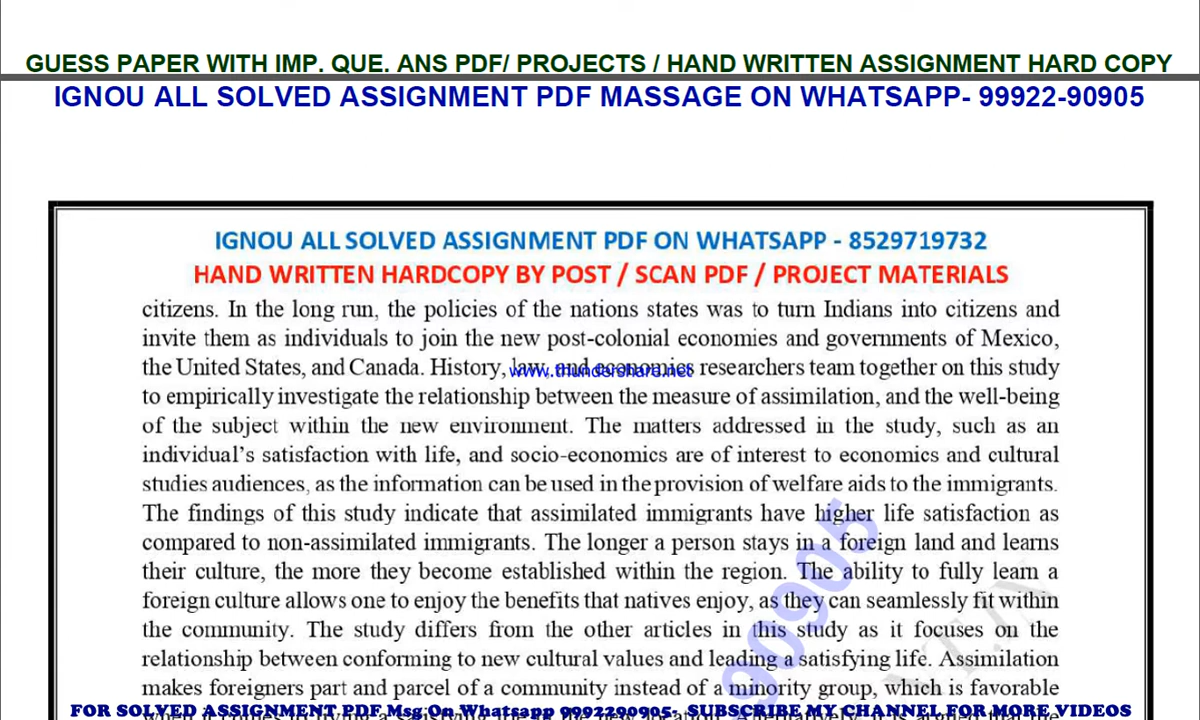 GUESS PAPER WITH IMP. QUE. ANS PDF/ PROJECTS / HAND WRITTEN ASSIGNMENT HARD COPY
IGNOU ALL SOLVED ASSIGNMENT PDF MASSAGE ON WHATSAPP- 99922-90905
IGNOU ALL SOLVED ASSIGNMENT PDF ON WHATSAPP - 8529719732
HAND WRITTEN HARDCOPY BY POST / SCAN PDF / PROJECT MATERIALS
citizens. In the long run, the policies of the nations states was to turn Indians into citizens and
invite them as individuals to join the new post-colonial economies and governments of Mexico,
the United States, and Canada. History, law, and economics researchers team together on this study
www.thundershare.net
to empirically investigate the relationship between the measure of assimilation, and the well-being
of the subject within the new environment. The matters addressed in the study, such as an
individual's satisfaction with life, and socio-economics are of interest to economics and cultural
studies audiences, as the information can be used in the provision of welfare aids to the immigrants.
The findings of this study indicate that assimilated immigrants have higher life satisfaction as
compared to non-assimilated immigrants. The longer a person stays in a foreign land and learns
their culture, the more they become established within the region. The ability to fully learn a
foreign culture allows one to enjoy the benefits that natives enjoy, as they can seamlessly fit within
the community. The study differs from the other articles in this study as it focuses on the
relationship between conforming to new cultural values and leading a satisfying life. Assimilation
makes foreigners part and parcel of a community instead of a minority group, which is favorable
90905
FOR SOLVED ASSIGNMENT PDF Msg On Whatsapp 9992290905- SUBSCRIBE MY CHANNEL FOR MORE VIDEOS